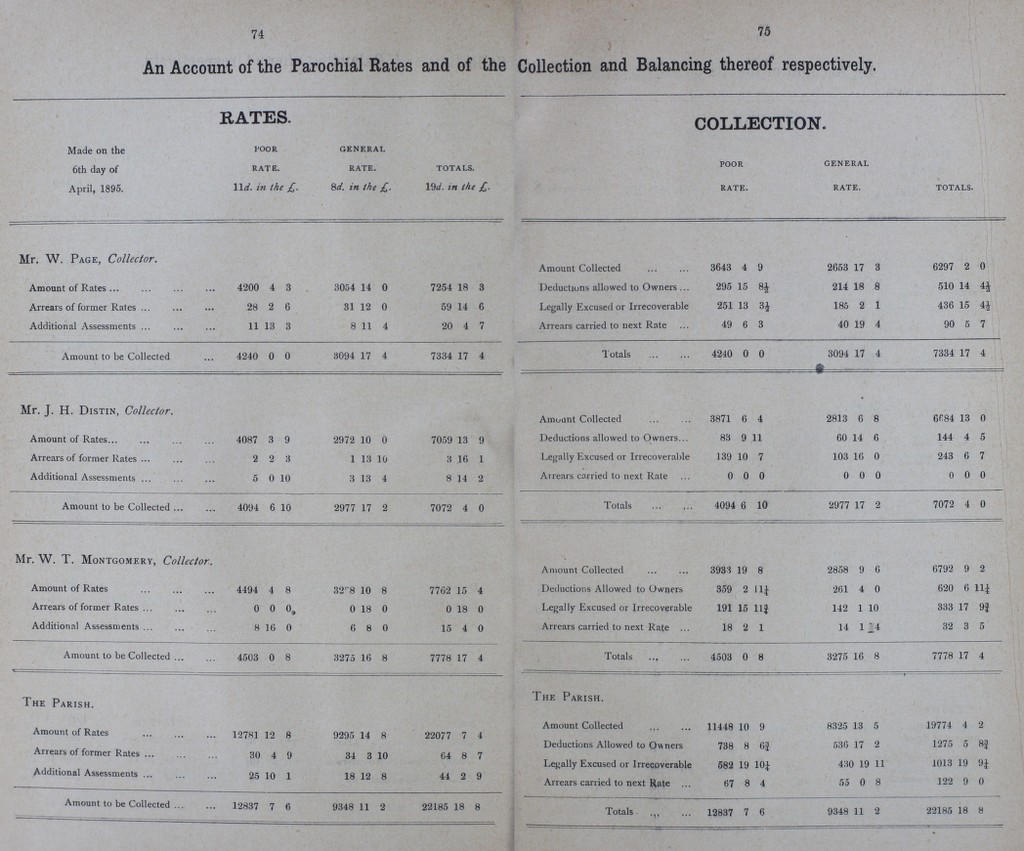 74
An Account of the Parochial Rates and of the
RATES.
Made on the 6th day of April, 1895.
POOR RATE. 11d. in the £.
GENERAL RATE. 8d. in the £.
TOTALS. 19d. in the £.
Mr. W. PAGE, Collector.
Amount of Rates ... ... ... ... 4200 4 3 3054 14 0 7254 18 3
Arrears of former Rates ... ... ... 28 2 6 31 12 0 59 14 6
Additional Assessments ... ... ... 11 13 3 8 11 4 20 4 7
Amount to be Collected ... 4240 0 0 3094 17 4 7334 17 4
Mr. J. H. DISTIN, Collector.
Amount of Rates... ... ... ... 4087 3 9 2972 10 0 7059 13 9
Arrears of former Rates ... ... ... 2 2 3 1 13 10 3 16 1
Additional Assessments ... ... ... 5 0 10 3 13 4 8 14 2
Amount to be Collected ... ... 4094 6 10 2977 17 2 7072 4 0
Mr. W. T. MONTGOMERY, Collector.
Amount of Rates ... ... ... 4494 4 8 10 8 7762 15 4
Arrears of former Rates ... ... ... 0 0 0 0 18 0 0 18 0
Additional Assessments ... ... ... 8 16 0 6 8 0 15 4 0
Amount to be Collected ... ... 4503 0 8 3275 16 8 7778 17 4
THE PARISH.
Amount of Rates ... ... ... 12781 12 8 9295 14 8 22077 7 4
Arrears of former Rates ... ... ... 30 4 9 34 3 10 64 8 7
Additional Assessments ... ... ... 25 10 1 18 12 8 44 2 9
Amount to be Collected ... ... 12837 7 6 9348 11 2 22185 18 8
75
Collection and Balancing thereof respectively.
COLLECTION.
POOR RATE.
GENERAL RATE.
TOTALS.
Amount Collected ... ... 3643 4 9 2653 17 3 6297 2 0
Deductions allowed to Owners ... 295 15 8½ 214 18 8 510 14 4½
Legally Excused or Irrecoverable 251 13 3½ 185 2 1 436 15 4½
Arrears carried to next Rate ... 49 6 3 40 19 4 90 5 7
Totals ... ... 4240 0 0 3094 17 4 7334 17 4
Amount Collected ... ... 3871 6 4 2813 6 8 6684 13 0
Deductions allowed to Owners... 83 9 11 60 14 6 144 4 5
Legally Excused or Irrecoverable 139 10 7 103 16 0 243 6 7
Arrears carried to next Rate ... 0 0 0 0 0 0 0 0 0
Totals ... ... 4094 6 10 2977 17 2 7072 4 0
Amount Collected ... ... 3933 19 8 2858 9 6 6792 9 2
Deductions Allowed to Owners 359 2 11¼ 261 4 0 620 6 11¼
Legally Excused or Irrecoverable 191 15 11¾ 142 1 10 333 17 9¾
Arrears carried to next Rate ... 18 2 1 14 1 4 32 3 5
Totals ... ... 4503 0 8 3275 16 8 7778 17 4
THE PARISH.
Amount Collected ... ... 11448 10 9 8325 13 5 19774 4 2
Deductions Allowed to Owners 738 8 6¾ 536 17 2 1275 5 8¾
Legally Excused or Irrecoverable 582 19 10¼ 430 19 11 1013 19 9¼
Arrears carried to next Rate ... 67 8 4 55 0 8 122 9 0
Totals ... ... 12837 7 6 9348 11 2 22185 18 8